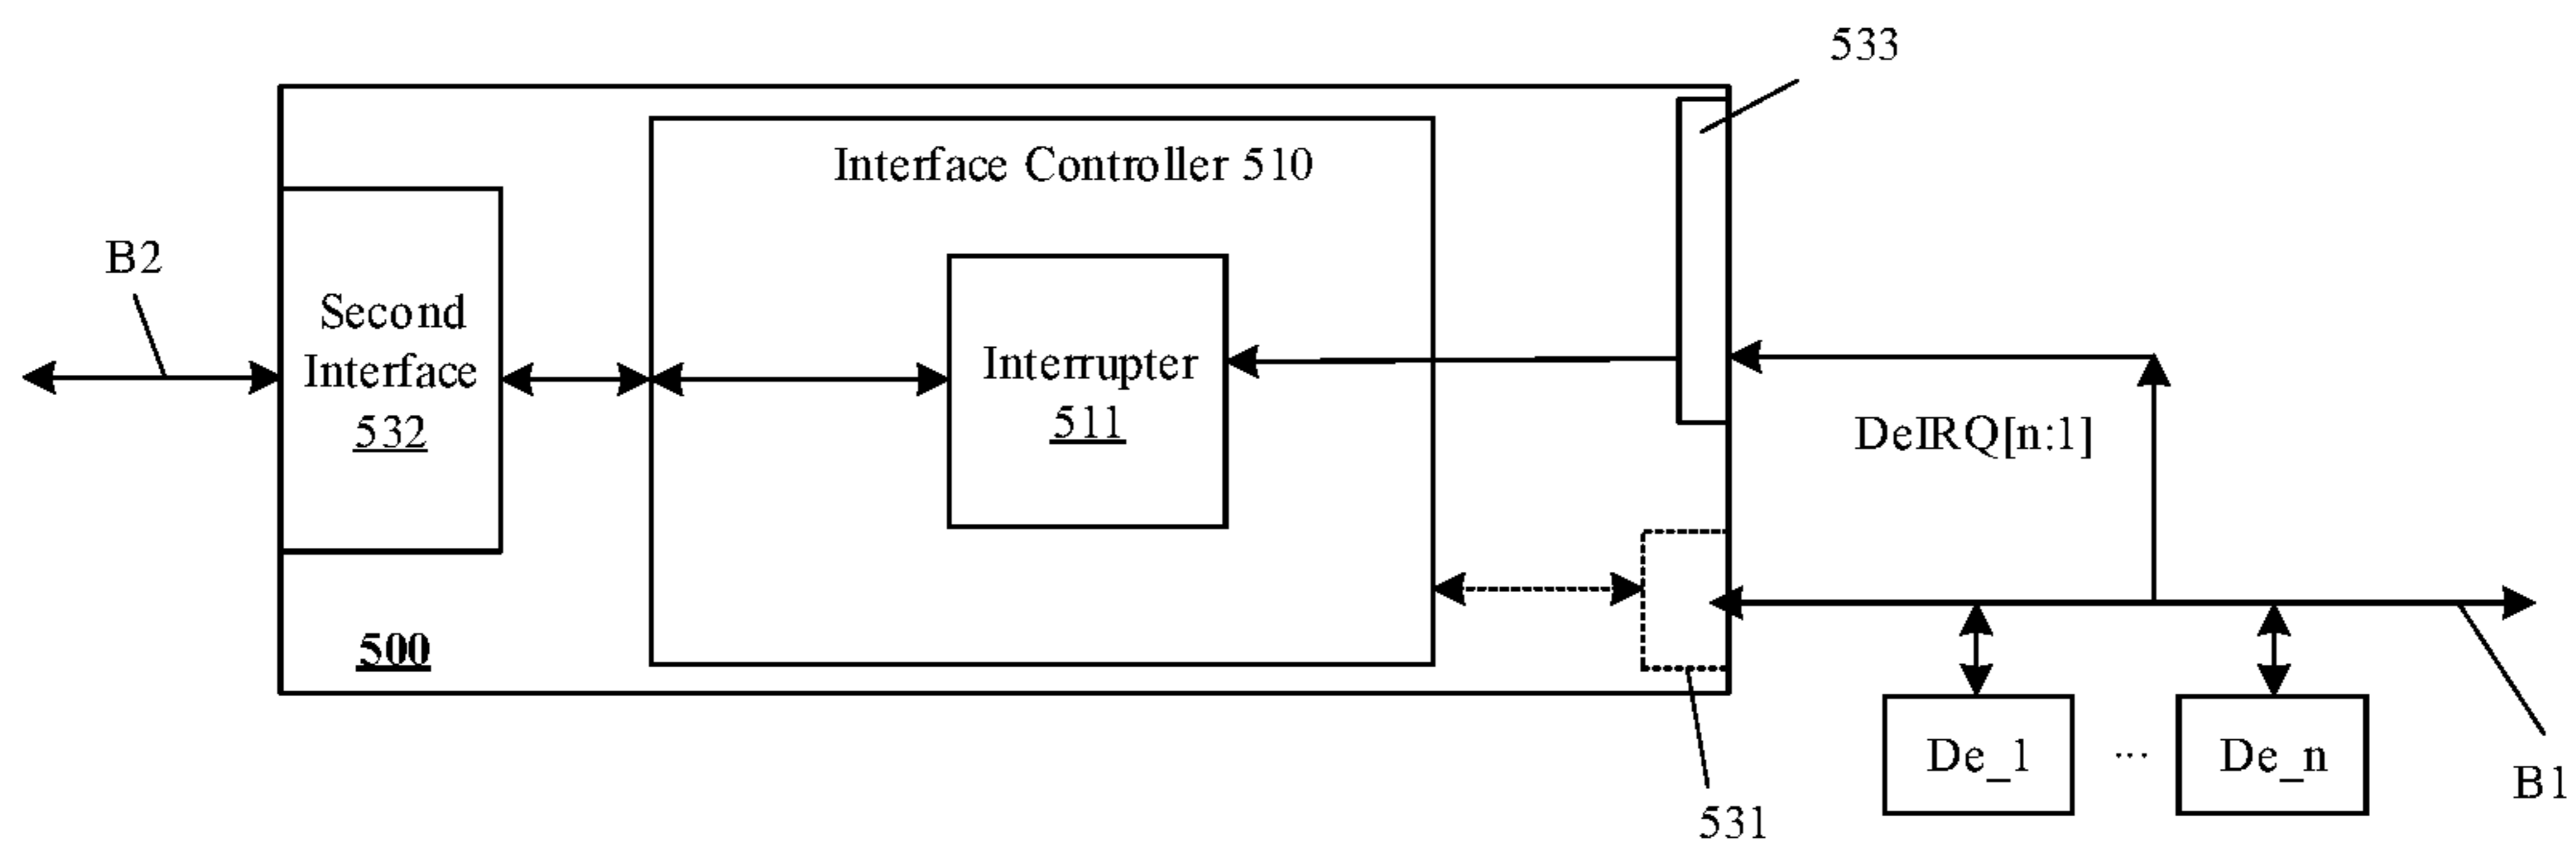 533
Interface Controller 510
B2
Second
Interface
532
Interrupter
511
DeIRQ[n:1]
500
De_1
...
De_n
B1
531